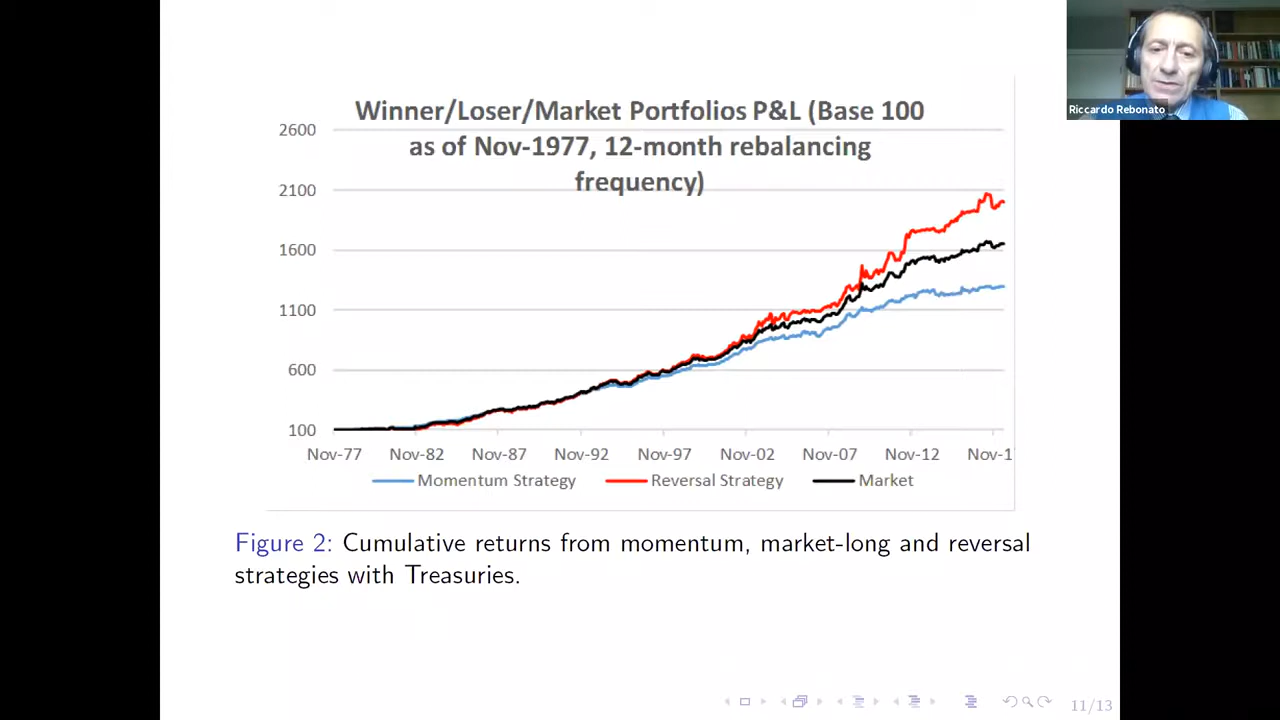 Riccardo Rebonato
Winner/Loser/Market Portfolios P&L (Base 100
as of Nov-1977, 12-month rebalancing
frequency)
2600
2100
1600
1100
600
100
Nov-77 Nov-82 Nov-87 Nov-92 Nov-97 Nov-02 Nov-07 Nov-12 Nov-1
Momentum Strategy Reversal Strategy Market
Figure 2: Cumulative returns from momentum, market-long and reversal
strategies with Treasuries.
11/13